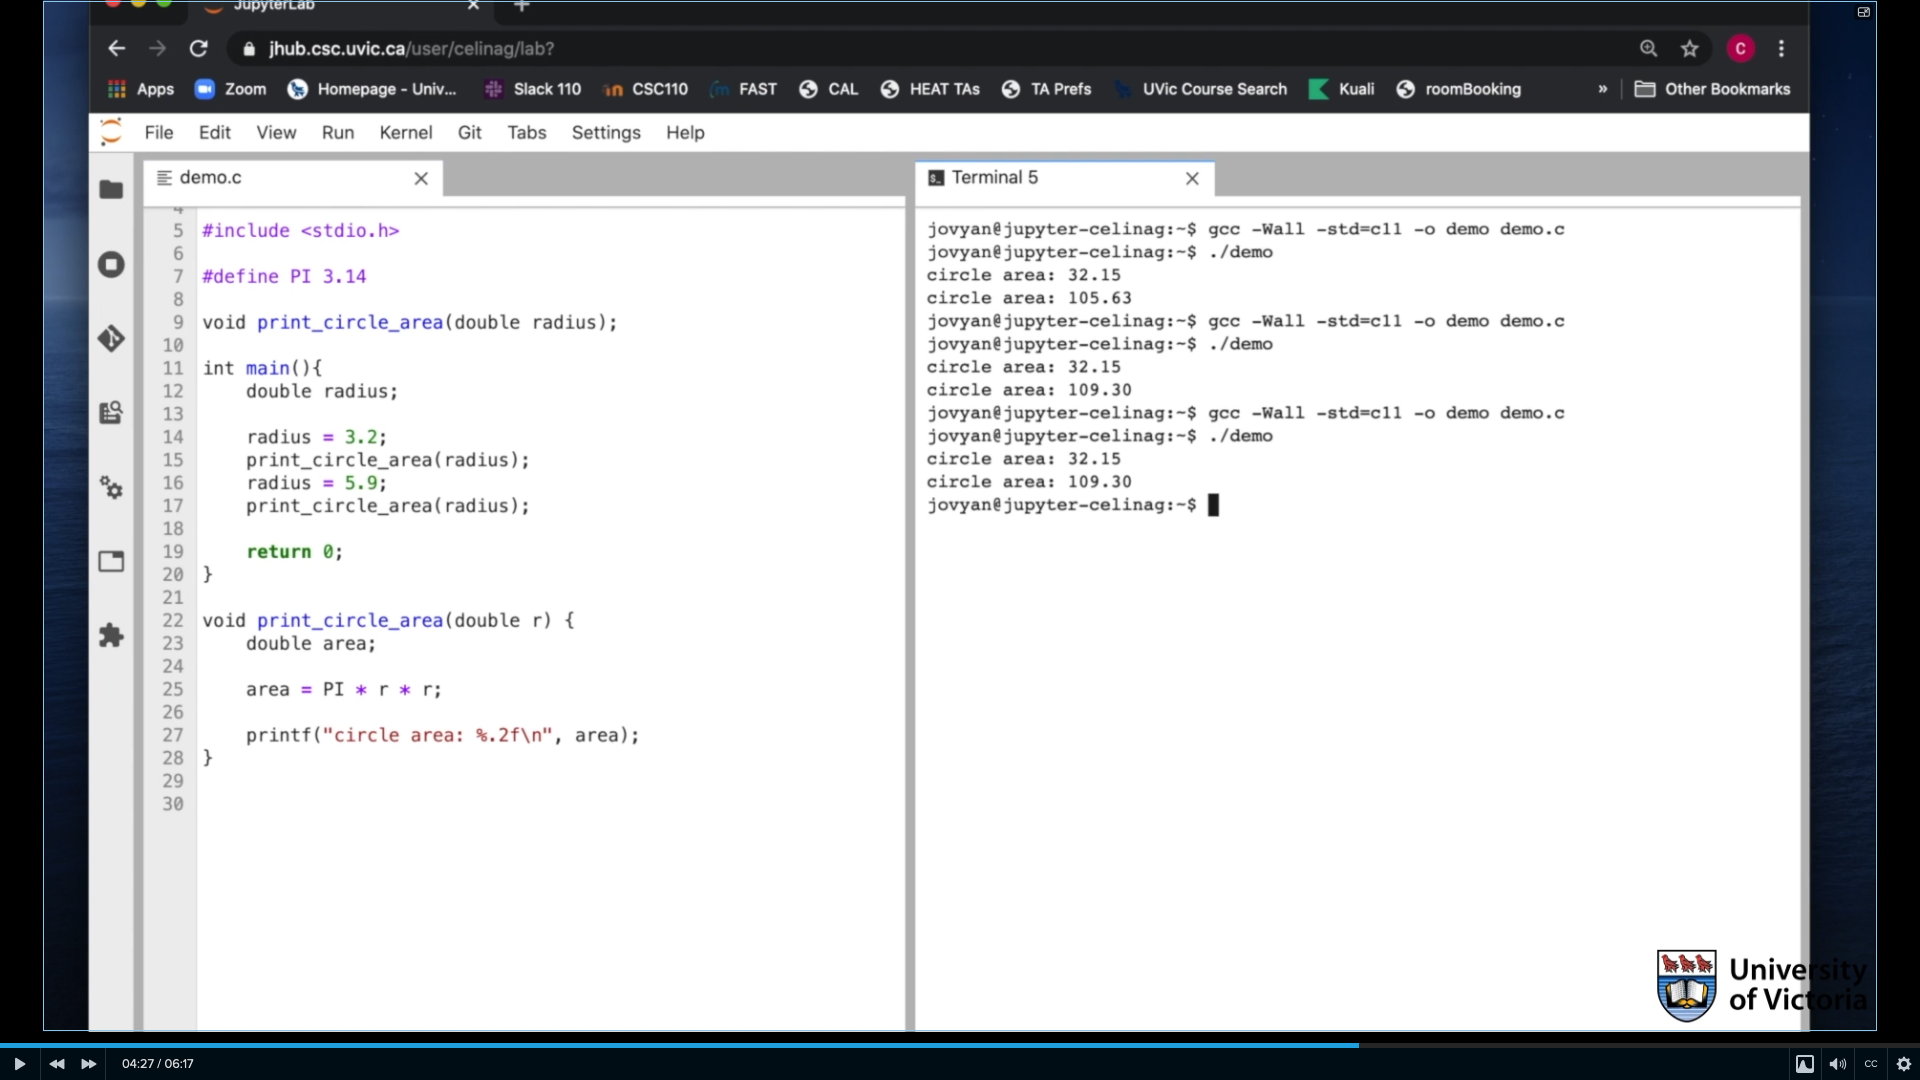 JupyterLab
jhub.csc.uvic.ca/user/celinag/lab?
C
Apps Zoom Homepage - Univ... Slack 110 CSC110 FAST CAL HEAT TAs TA Prefs UVic Course Search Kuali roomBooking » Other Bookmarks
File Edit View Run Kernel Git Tabs Settings Help
demo.c
4
5 #include <stdio.h>
6
7 #define PI 3.14
8
9 void print_circle_area(double radius);
10
11 int main(){
12     double radius;
13
14     radius = 3.2;
15     print_circle_area(radius);
16     radius = 5.9;
17     print_circle_area(radius);
18
19     return 0;
20 }
21
22 void print_circle_area(double r) {
23     double area;
24
25     area = PI * r * r;
26
27     printf("circle area: %.2f\n", area);
28 }
29
30
Terminal 5
jovyan@jupyter-celinag:~$ gcc -Wall -std=c11 -o demo demo.c
jovyan@jupyter-celinag:~$ ./demo
circle area: 32.15
circle area: 105.63
jovyan@jupyter-celinag:~$ gcc -Wall -std=c11 -o demo demo.c
jovyan@jupyter-celinag:~$ ./demo
circle area: 32.15
circle area: 109.30
jovyan@jupyter-celinag:~$ gcc -Wall -std=c11 -o demo demo.c
jovyan@jupyter-celinag:~$ ./demo
circle area: 32.15
circle area: 109.30
jovyan@jupyter-celinag:~$
University
of Victoria
04:27 / 06:17
CC